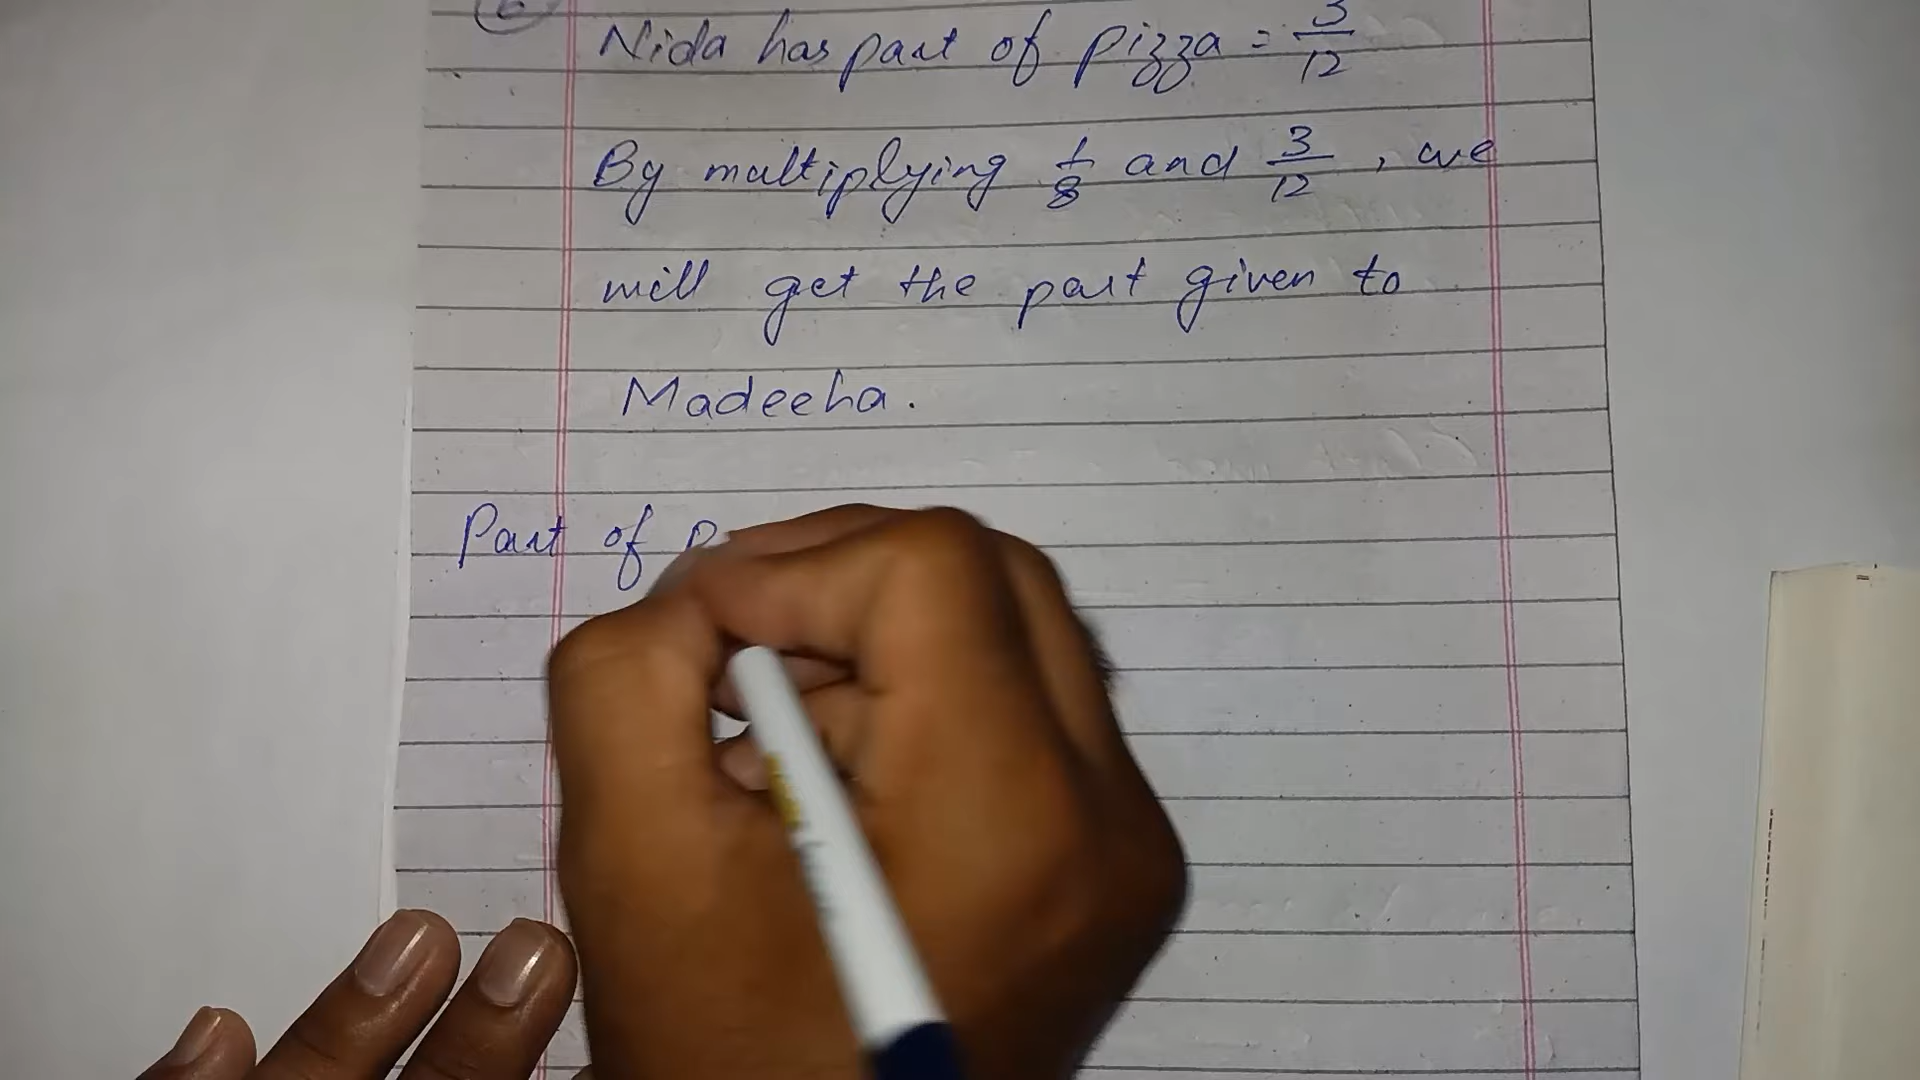 6
Nida has part of pizza = 3/12
By multiplying 1/8 and 3/12, we
will get the part given to
Madeeha.
Part of P